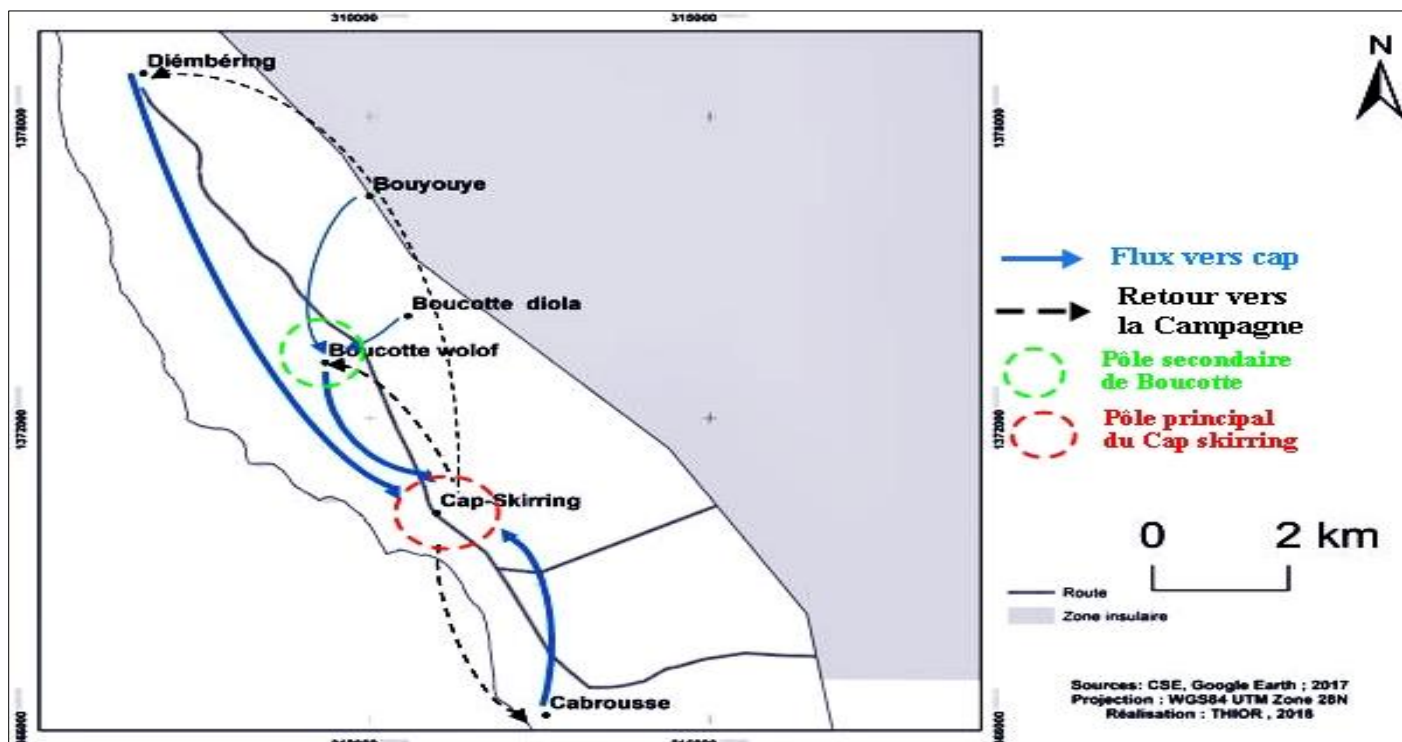 310000
315000
N
Diémbéring
1378000
1378000
Bouyouye
Flux vers cap
Boucotte diola
Retour vers
la Campagne
Boucotte wolof
Pôle secondaire
de Boucotte
1372000
1372000
Pôle principal
du Cap skirring
Cap-Skirring
0 2 km
Route
Zone insulaire
Cabrousse
Sources: CSE, Google Earth ; 2017
Projection : WGS84 UTM Zone 28N
Réalisation : THIOR , 2018